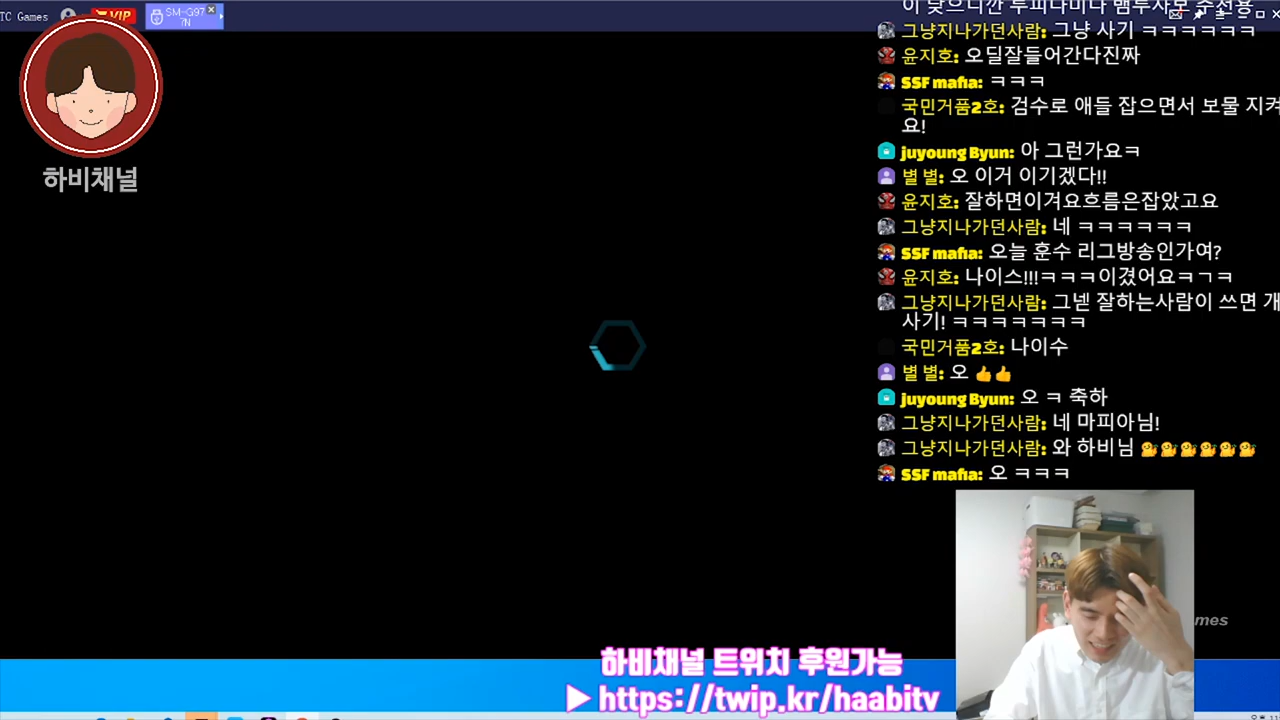 TC Games
VIP
SM-G97
7N
하비채널
그냥지나가던사람: 그냥 사기 ㅋㅋㅋㅋㅋㅋ
윤지호: 오딜잘들어간다진짜
SSF mafia: ㅋㅋㅋ
국민거품2호: 검수로 애들 잡으면서 보물 지켜
요!
juyoung Byun: 아 그런가요ㅋ
별 별: 오 이거 이기겠다!!
윤지호: 잘하면이겨요흐름은잡았고요
그냥지나가던사람: 네 ㅋㅋㅋㅋㅋㅋ
SSF mafia: 오늘 훈수 리그방송인가여?
윤지호: 나이스!!!ㅋㅋㅋ이겼어요ㅋㄱㅋ
그냥지나가던사람: 그넫 잘하는사람이 쓰면 개
사기! ㅋㅋㅋㅋㅋㅋㅋ
국민거품2호: 나이수
별 별: 오 👍👍
juyoung Byun: 오 ㅋ 축하
그냥지나가던사람: 네 마피아님!
그냥지나가던사람: 와 하비님
SSF mafia: 오 ㅋㅋㅋ
mes
하비채널 트위치 후원가능
▶ https://twip.kr/haabitv